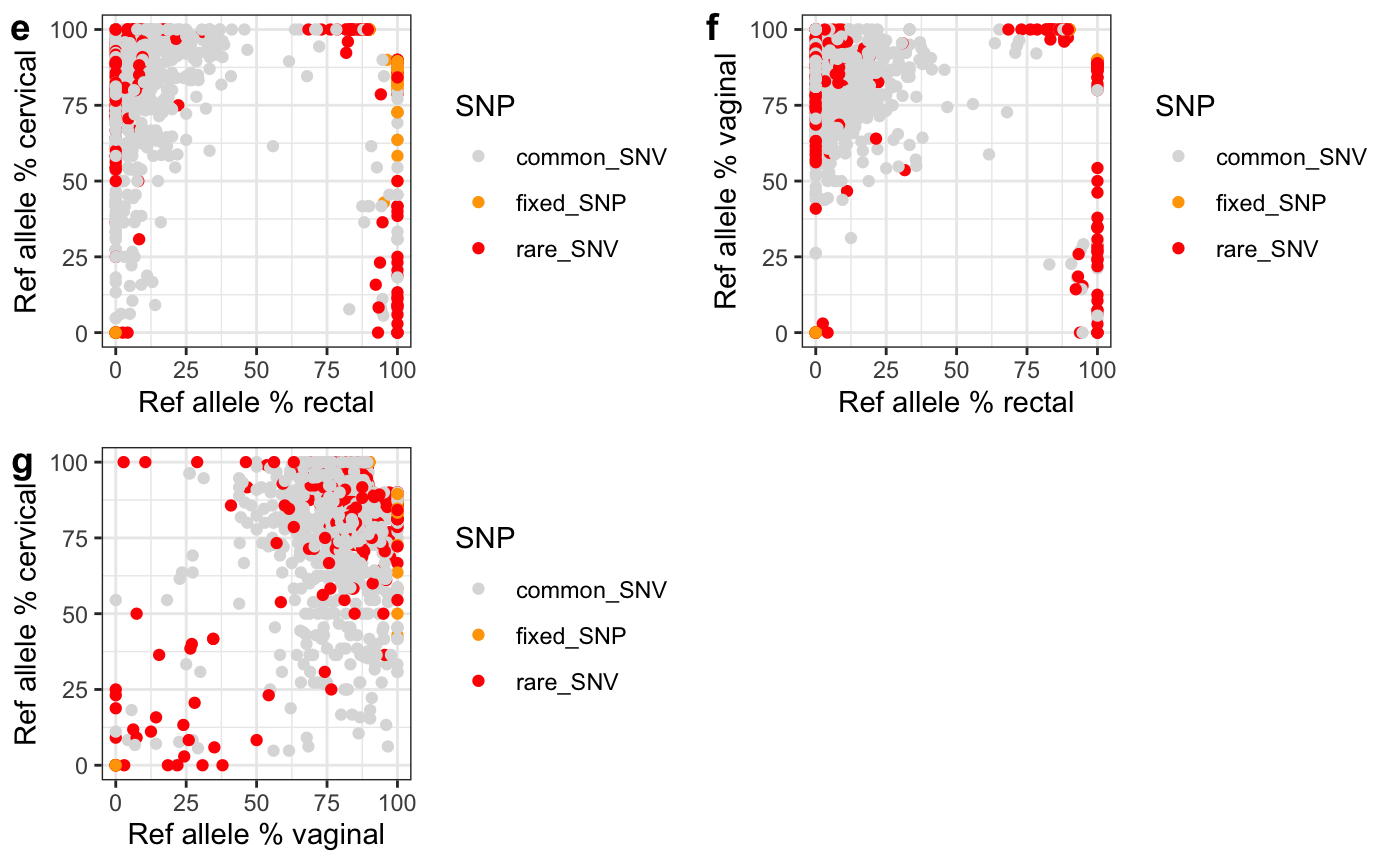 e
Ref allele % cervical
100
75
50
25
0
0 25 50 75 100
Ref allele % rectal
SNP
common_SNV
fixed_SNP
rare_SNV
f
Ref allele % vaginal
100
75
50
25
0
0 25 50 75 100
Ref allele % rectal
SNP
common_SNV
fixed_SNP
rare_SNV
g
Ref allele % cervical
100
75
50
25
0
0 25 50 75 100
Ref allele % vaginal
SNP
common_SNV
fixed_SNP
rare_SNV